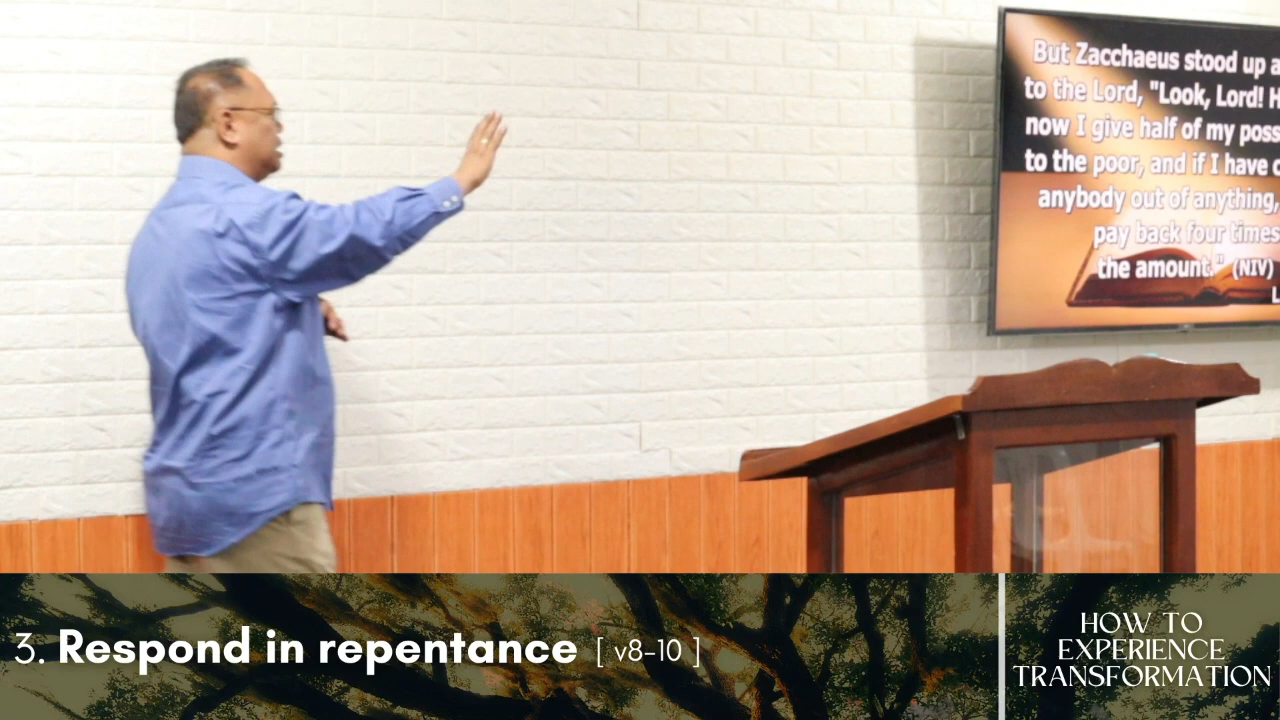 But Zacchaeus stood up a
to the Lord, "Look, Lord! H
now I give half of my poss
to the poor, and if I have c
anybody out of anything,
pay back four times
the amount." (NIV)
L
3. Respond in repentance [ v8-10 ]
HOW TO
EXPERIENCE
TRANSFORMATION